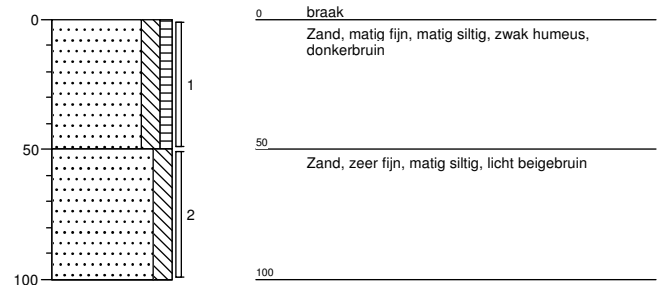 0
50
100
1
2
0
braak
Zand, matig fijn, matig siltig, zwak humeus,
donkerbruin
50
Zand, zeer fijn, matig siltig, licht beigebruin
100